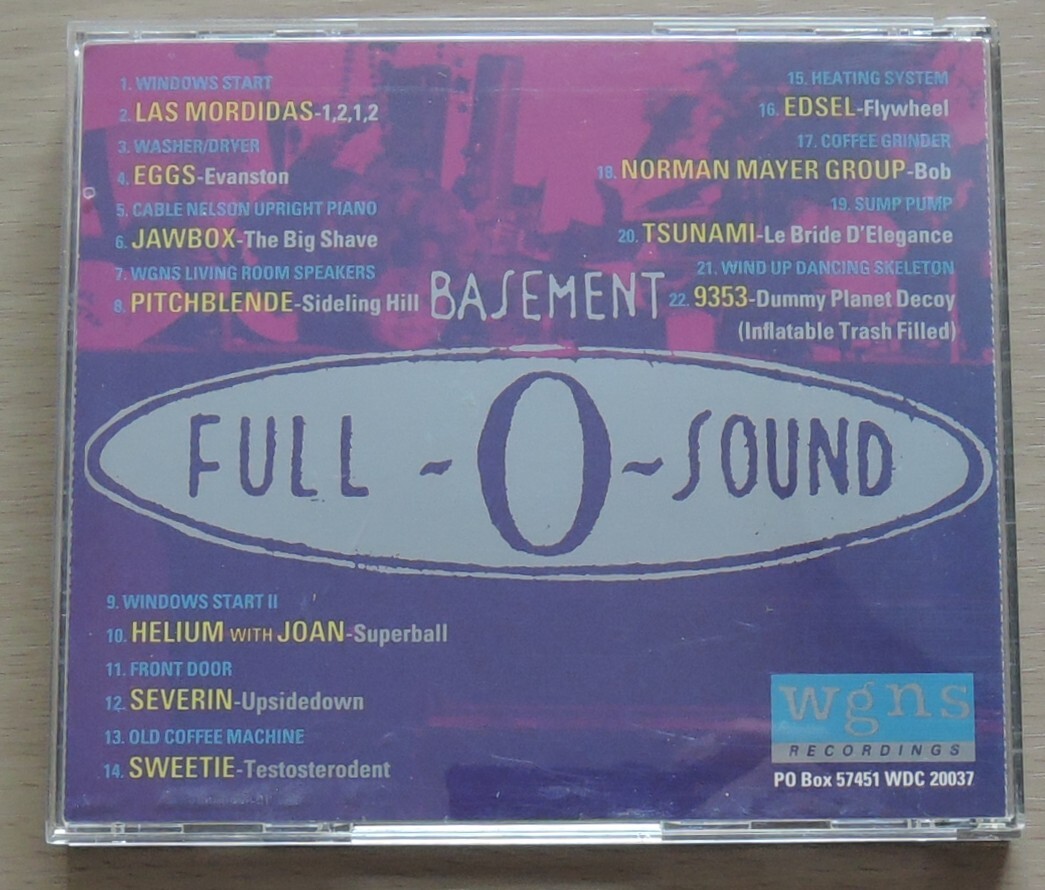 1. WINDOWS START
2. LAS MORDIDAS-1,2,1,2
3. WASHER/DRYER
4. EGGS-Evanston
5. CABLE NELSON UPRIGHT PIANO
6. JAWBOX-The Big Shave
7. WGNS LIVING ROOM SPEAKERS
8. PITCHBLENDE-Sideling Hill
15. HEATING SYSTEM
16. EDSEL-Flywheel
17. COFFEE GRINDER
18. NORMAN MAYER GROUP-Bob
19. SUMP PUMP
20. TSUNAMI-Le Bride D'Elegance
21. WIND UP DANCING SKELETON
22. 9353-Dummy Planet Decoy
(Inflatable Trash Filled)
BASEMENT
FULL-O-SOUND
9. WINDOWS START II
10. HELIUM WITH JOAN-Superball
11. FRONT DOOR
12. SEVERIN-Upsidedown
13. OLD COFFEE MACHINE
14. SWEETIE-Testosterodent
wgns
RECORDINGS
PO Box 57451 WDC 20037